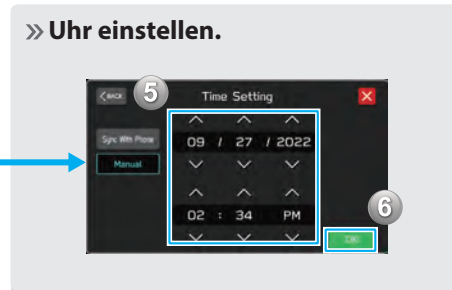 » Uhr einstellen.
< BACK 5 Time Setting
Sync With Phone
09 / 27 / 2022
Manual
02 : 34 PM
6
OK